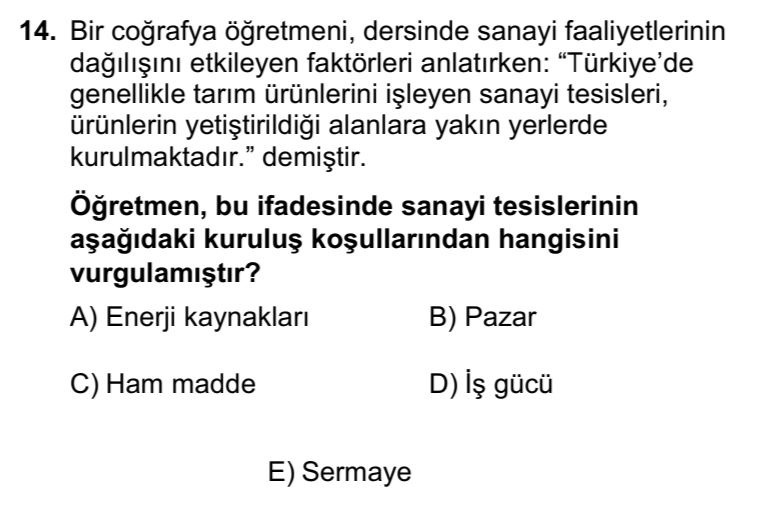 14. Bir coğrafya öğretmeni, dersinde sanayi faaliyetlerinin
dağılışını etkileyen faktörleri anlatırken: “Türkiye’de
genellikle tarım ürünlerini işleyen sanayi tesisleri,
ürünlerin yetiştirildiği alanlara yakın yerlerde
kurulmaktadır.” demiştir.
Öğretmen, bu ifadesinde sanayi tesislerinin
aşağıdaki kuruluş koşullarından hangisini
vurgulamıştır?
A) Enerji kaynakları B) Pazar
C) Ham madde D) İş gücü
E) Sermaye